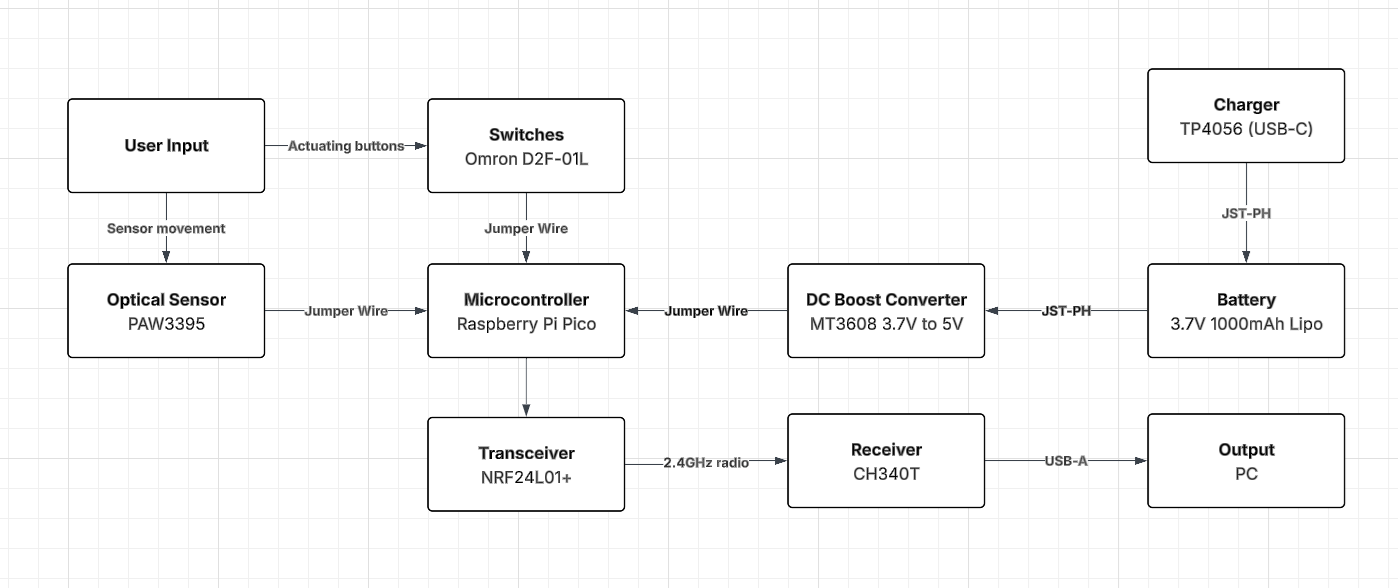 Charger
TP4056 (USB-C)
User Input
Actuating buttons
Switches
Omron D2F-01L
JST-PH
Sensor movement
Jumper Wire
Optical Sensor
PAW3395
Jumper Wire
Microcontroller
Raspberry Pi Pico
Jumper Wire
DC Boost Converter
MT3608 3.7V to 5V
JST-PH
Battery
3.7V 1000mAh Lipo
Transceiver
NRF24L01+
2.4GHz radio
Receiver
CH340T
USB-A
Output
PC